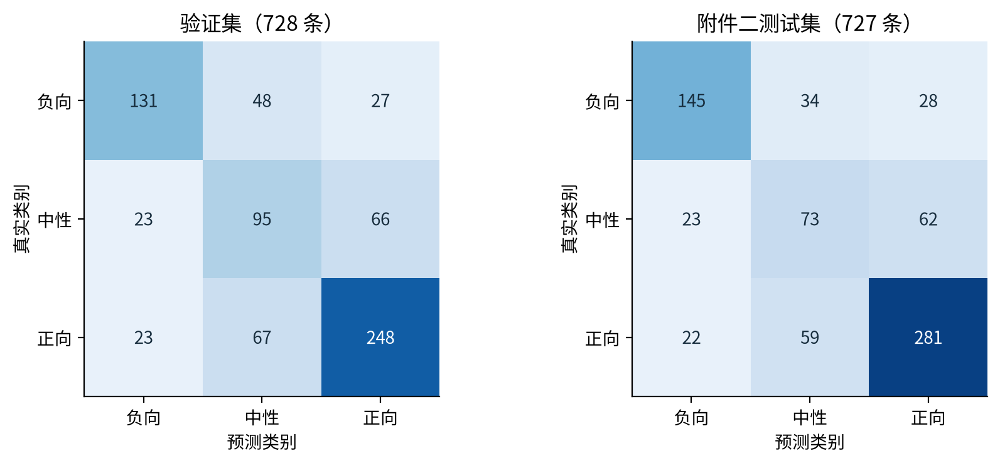 验证集（728 条）
真实类别
负向
131 48 27
中性
23 95 66
正向
23 67 248
负向 中性 正向
预测类别
附件二测试集（727 条）
真实类别
负向
145 34 28
中性
23 73 62
正向
22 59 281
负向 中性 正向
预测类别